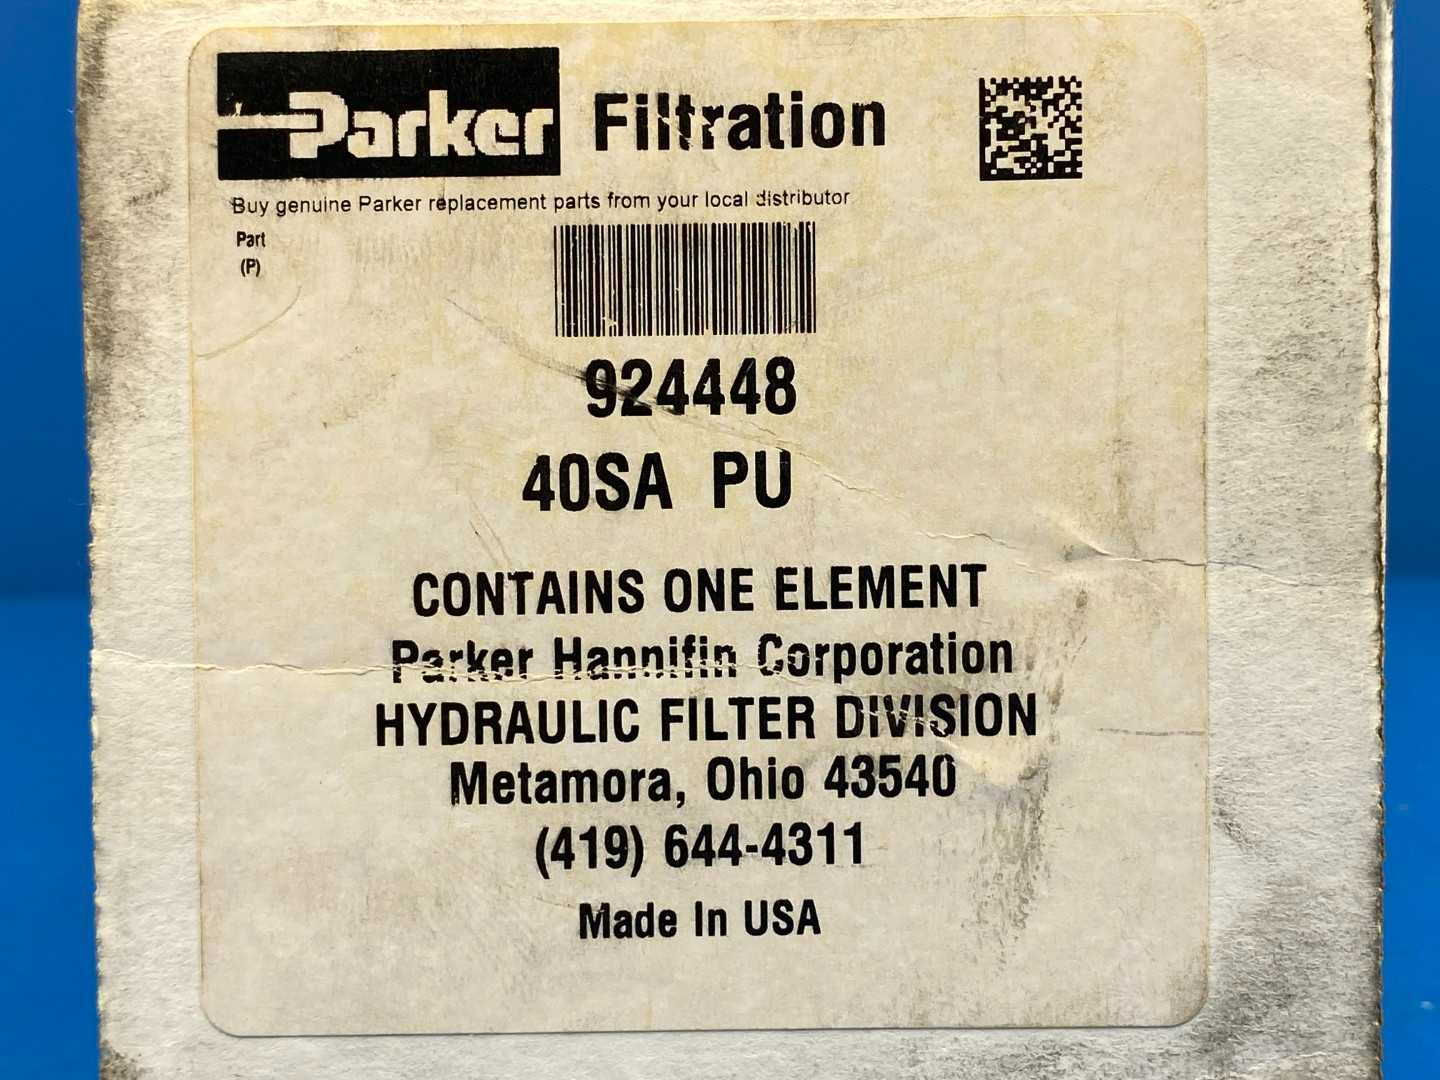 Parker Filtration
Buy genuine Parker replacement parts from your local distributor
Part
(P)
924448
40SA PU
CONTAINS ONE ELEMENT
Parker Hannifin Corporation
HYDRAULIC FILTER DIVISION
Metamora, Ohio 43540
(419) 644-4311
Made In USA